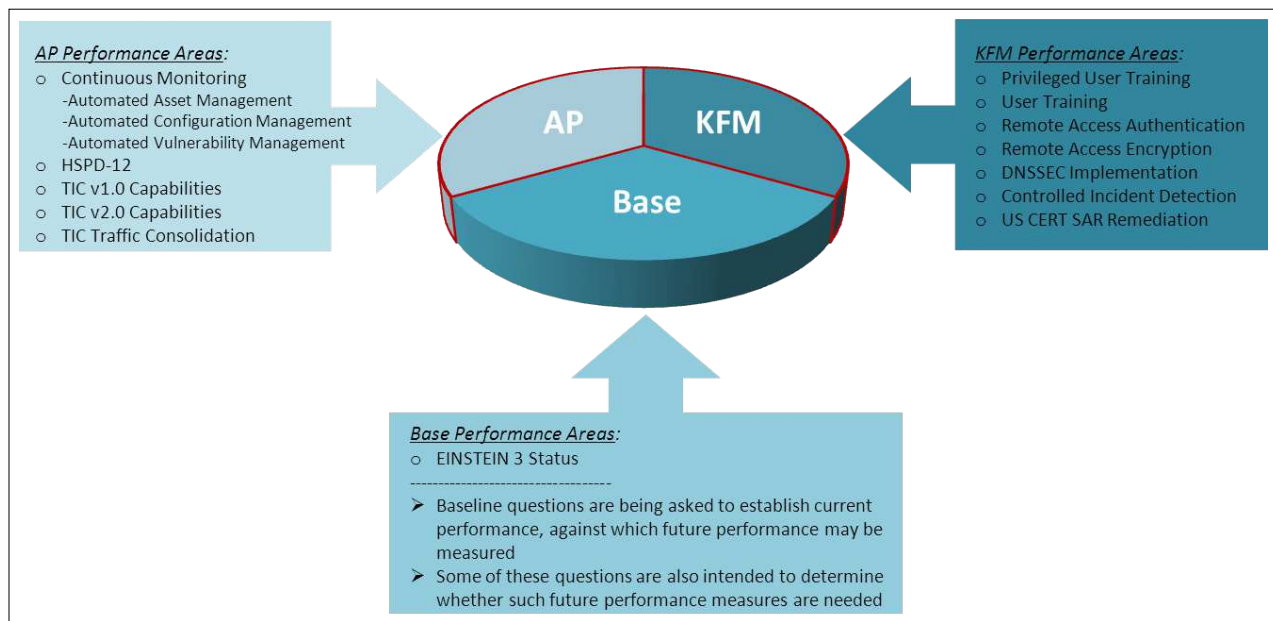 AP Performance Areas:
o Continuous Monitoring
-Automated Asset Management
-Automated Configuration Management
-Automated Vulnerability Management
o HSPD-12
o TIC v1.0 Capabilities
o TIC v2.0 Capabilities
o TIC Traffic Consolidation
AP
KFM
Base
KFM Performance Areas:
o Privileged User Training
o User Training
o Remote Access Authentication
o Remote Access Encryption
o DNSSEC Implementation
o Controlled Incident Detection
o US CERT SAR Remediation
Base Performance Areas:
o EINSTEIN 3 Status
-----------------------------------
➢ Baseline questions are being asked to establish current
performance, against which future performance may be
measured
➢ Some of these questions are also intended to determine
whether such future performance measures are needed